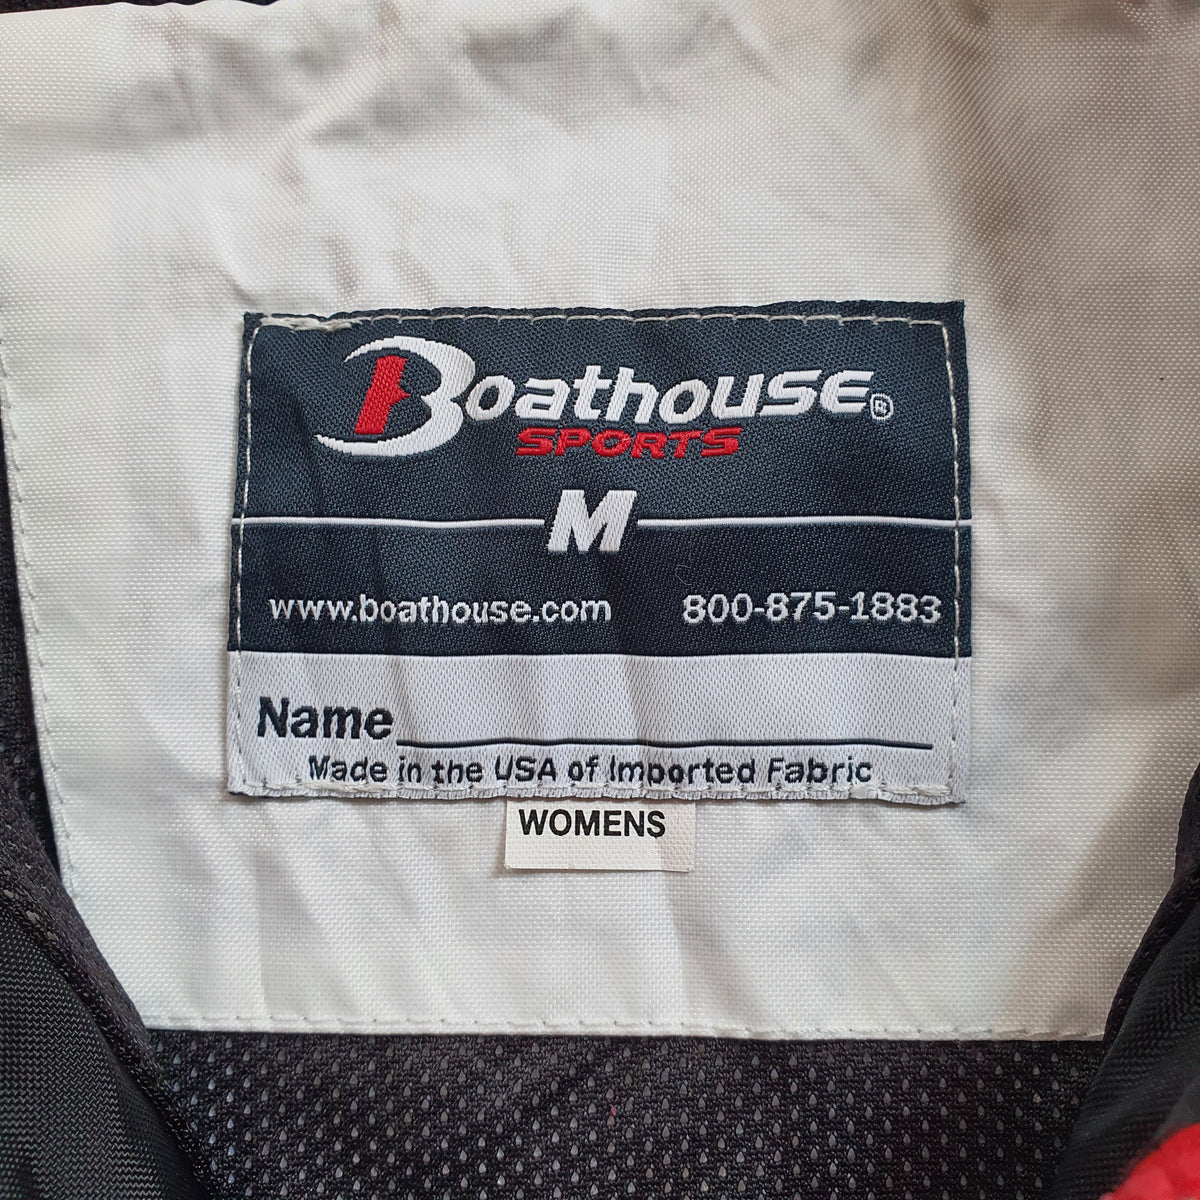 Boathouse®
SPORTS
M
www.boathouse.com 800-875-1883
Name
Made in the USA of Imported Fabric
WOMENS